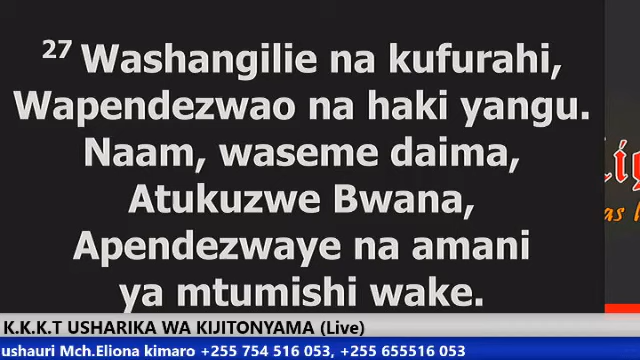 27 Washangilie na kufurahi,
Wapendezwao na haki yangu.
Naam, waseme daima,
Atukuzwe Bwana,
Apendezwaye na amani
ya mtumishi wake.
K.K.K.T USHARIKA WA KIJITONYAMA (Live)
ushauri Mch.Eliona kimaro +255 754 516 053, +255 655516 053